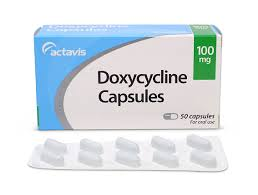 actavis
100
mg
Doxycycline
Capsules
50 capsules
For oral use